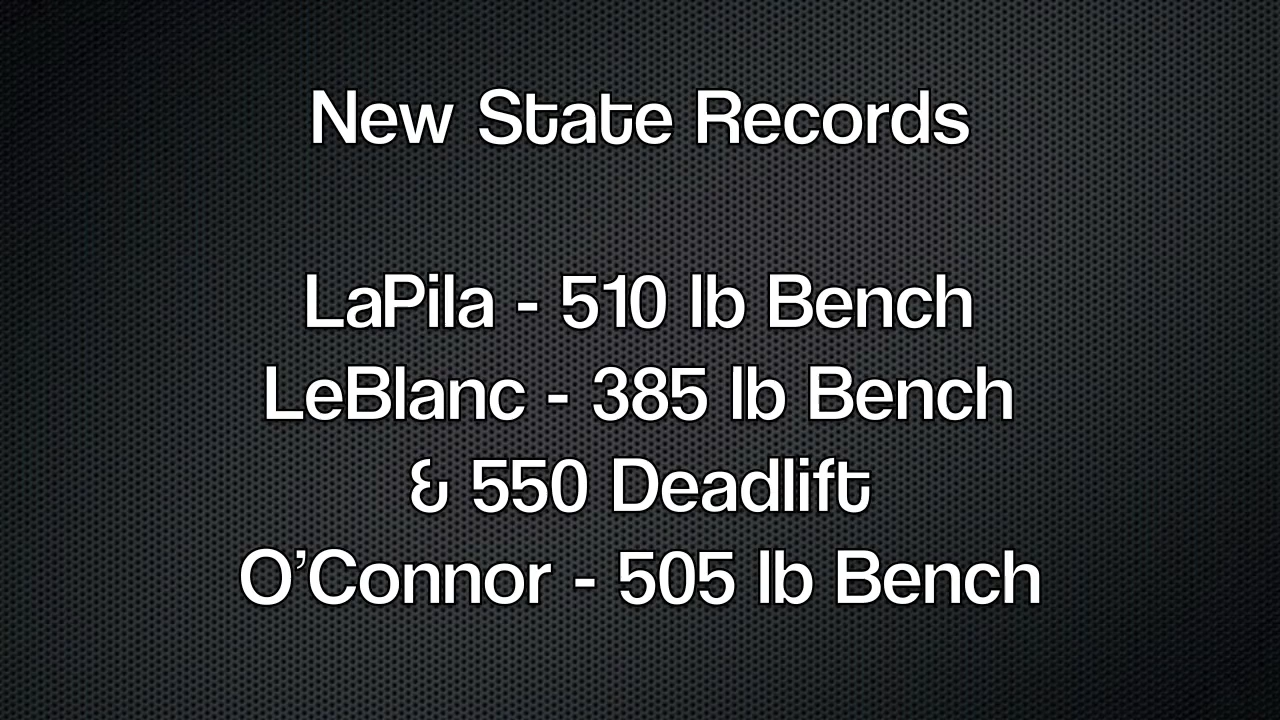 New State Records
LaPila - 510 lb Bench
LeBlanc - 385 lb Bench
& 550 Deadlift
O’Connor - 505 lb Bench